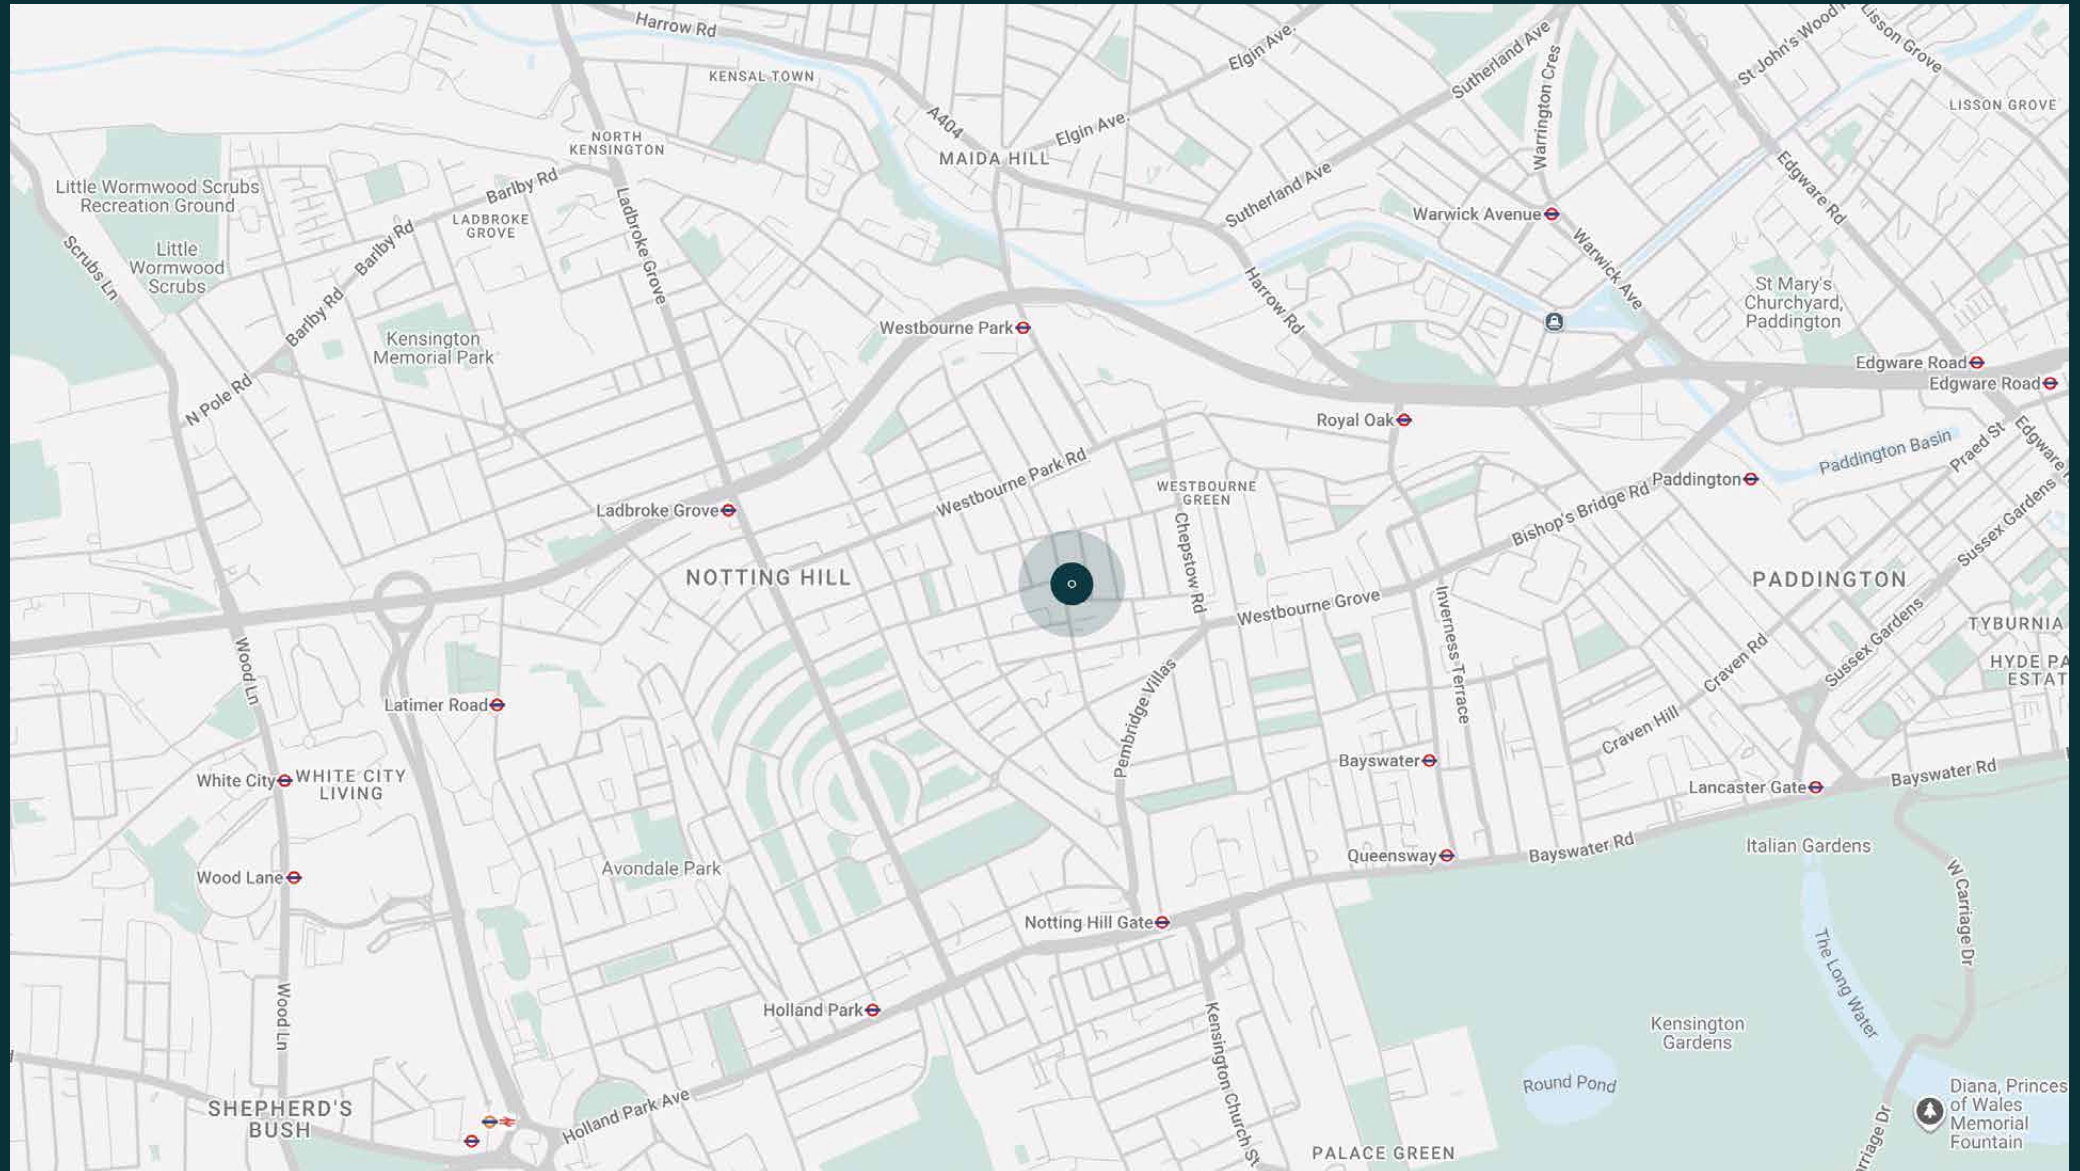 Harrow Rd
Elgin Ave.
Sutherland Ave
Warrington Cres
St John's Wood
Lisson Grove
KENSAL TOWN
LISSON GROVE
A404
Elgin Ave.
NORTH
KENSINGTON
MAIDA HILL
Edgware Rd
Little Wormwood Scrubs
Recreation Ground
Barlby Rd
Ladbroke Grove
Sutherland Ave
Warwick Avenue
LADBROKE
GROVE
Barlby Rd
Scrubs Ln
Little
Wormwood
Scrubs
Warwick Ave
Harrow Rd
St Mary's
Churchyard,
Paddington
Barlby Rd
Kensington
Memorial Park
Westbourne Park
Edgware Road
Edgware Road
N Pole Rd
Royal Oak
Edgware
Praed St
Paddington Basin
Westbourne Park Rd
Paddington
WESTBOURNE
GREEN
Bishop's Bridge Rd
Sussex Gardens
Ladbroke Grove
Chepstow Rd
NOTTING HILL
PADDINGTON
Westbourne Grove
Inverness Terrace
TYBURNIA
Sussex Gardens
Craven Rd
HYDE PA
ESTAT
Wood Ln
Latimer Road
Pembridge Villas
Craven Hill
Bayswater
White City
WHITE CITY
LIVING
Lancaster Gate
Bayswater Rd
Avondale Park
Wood Lane
Queensway
Bayswater Rd
Italian Gardens
W Carriage Dr
Notting Hill Gate
The Long Water
Holland Park
Wood Ln
Kensington Church St
Kensington
Gardens
Round Pond
Diana, Princes
of Wales
Memorial
Fountain
SHEPHERD'S
BUSH
Holland Park Ave
rriage Dr
PALACE GREEN